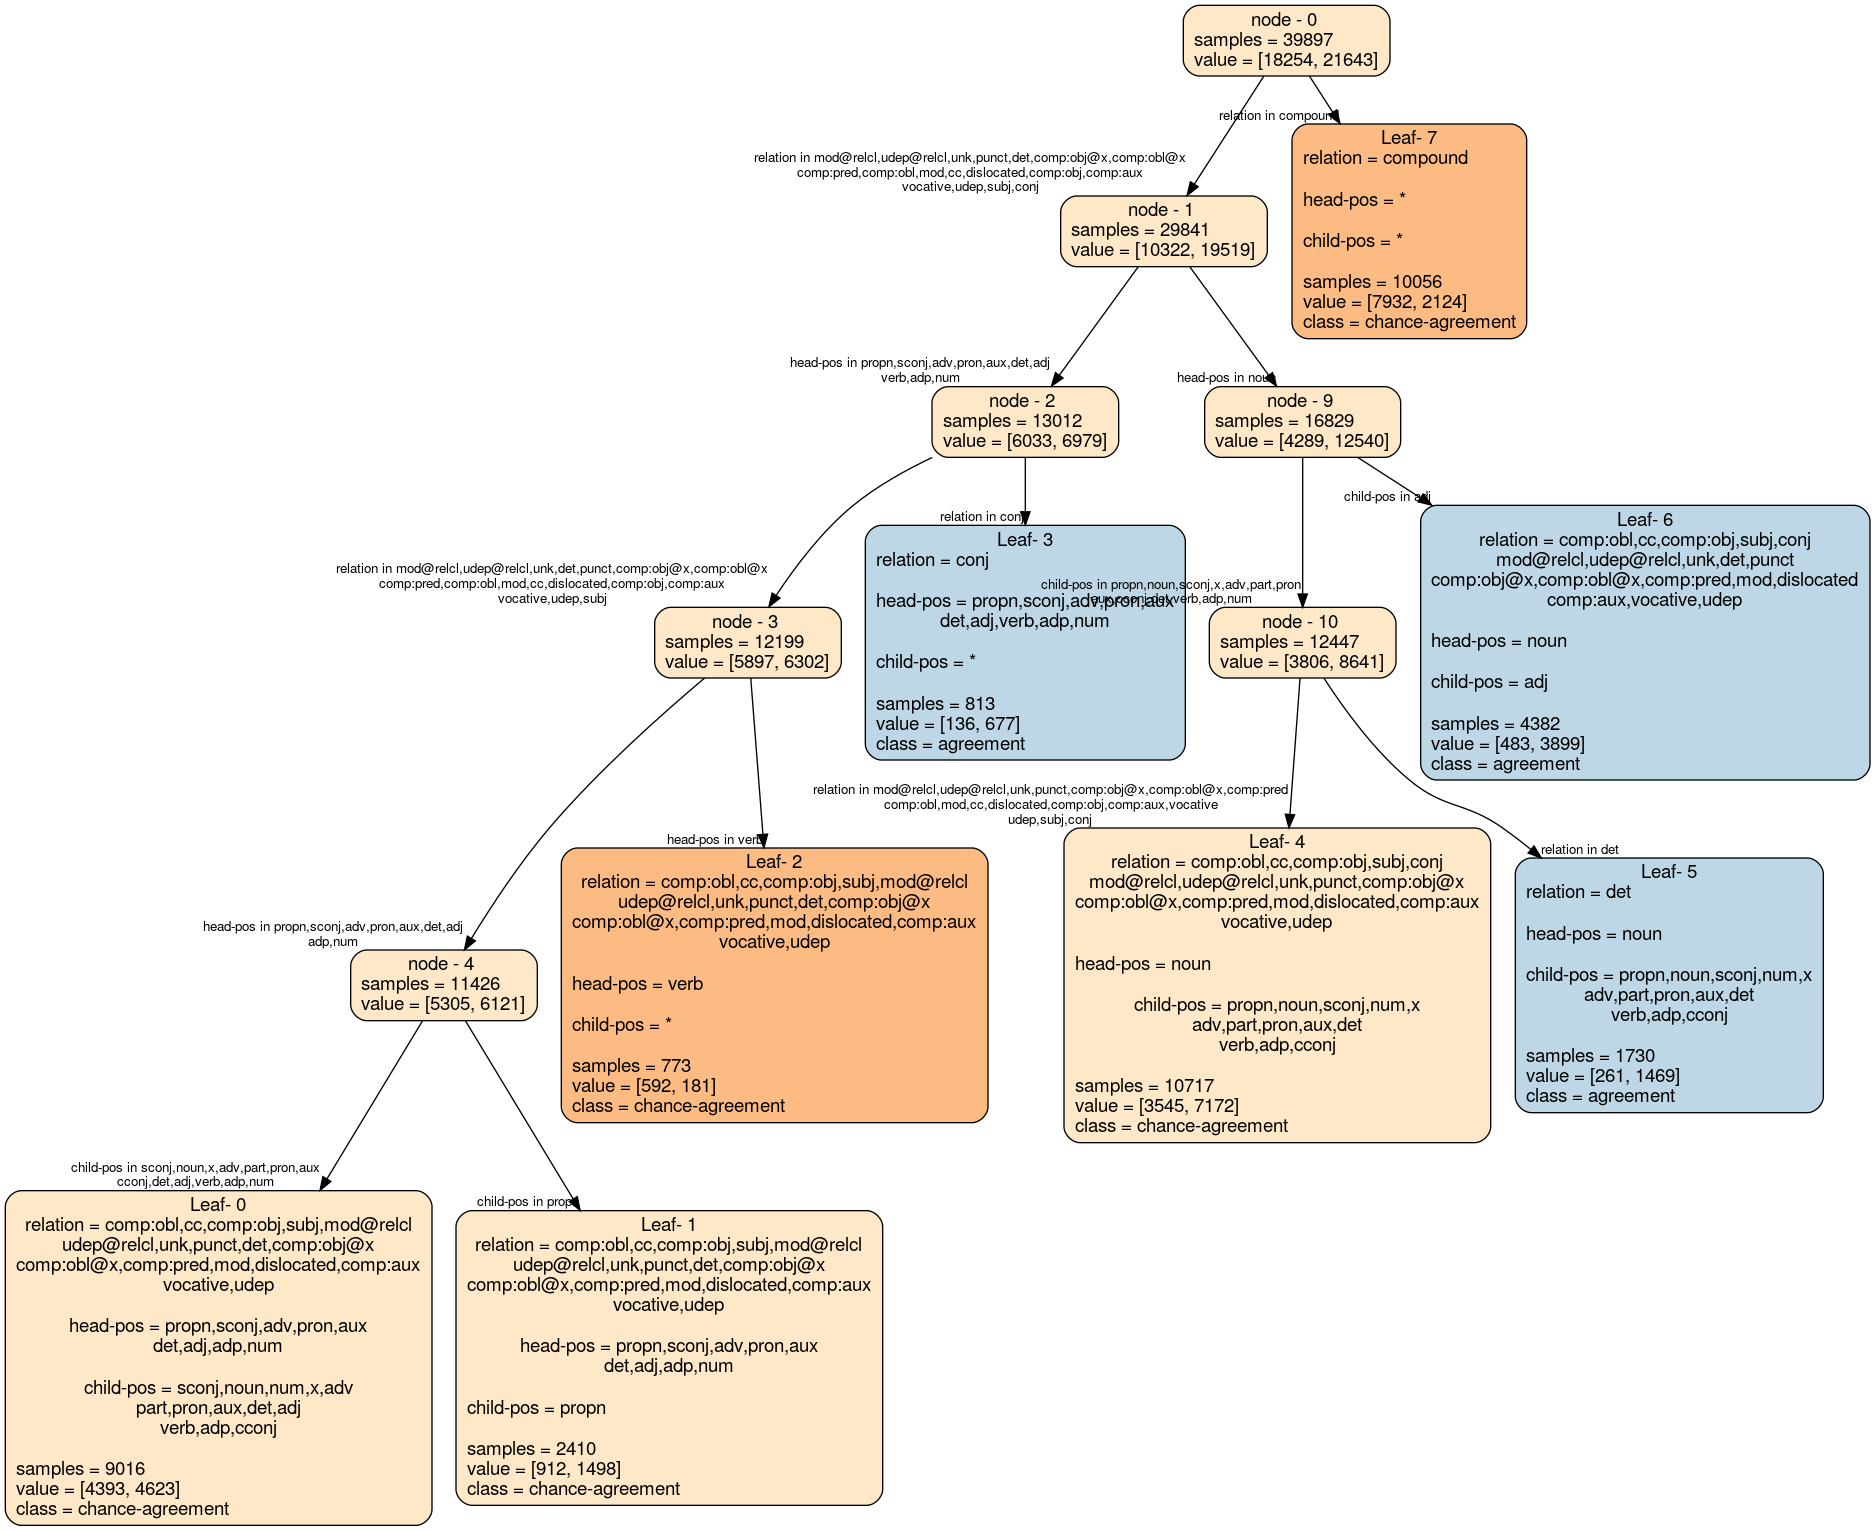 node - 0
samples = 39897
value = [18254, 21643]
relation in compound
Leaf- 7
relation = compound
head-pos = *
child-pos = *
samples = 10056
value = [7932, 2124]
class = chance-agreement
relation in mod@relcl,udep@relcl,unk,punct,det,comp:obj@x,comp:obl@x
comp:pred,comp:obl,mod,cc,dislocated,comp:obj,comp:aux
vocative,udep,subj,conj
node - 1
samples = 29841
value = [10322, 19519]
head-pos in propn,sconj,adv,pron,aux,det,adj
verb,adp,num
node - 2
samples = 13012
value = [6033, 6979]
head-pos in noun
node - 9
samples = 16829
value = [4289, 12540]
relation in conj
Leaf- 3
relation = conj
head-pos = propn,sconj,adv,pron,aux
det,adj,verb,adp,num
child-pos = *
samples = 813
value = [136, 677]
class = agreement
child-pos in adj
Leaf- 6
relation = comp:obl,cc,comp:obj,subj,conj
mod@relcl,udep@relcl,unk,det,punct
comp:obj@x,comp:obl@x,comp:pred,mod,dislocated
comp:aux,vocative,udep
head-pos = noun
child-pos = adj
samples = 4382
value = [483, 3899]
class = agreement
relation in mod@relcl,udep@relcl,unk,det,punct,comp:obj@x,comp:obl@x
comp:pred,comp:obl,mod,cc,dislocated,comp:obj,comp:aux
vocative,udep,subj
node - 3
samples = 12199
value = [5897, 6302]
child-pos in propn,noun,sconj,x,adv,part,pron
aux,cconj,det,verb,adp,num
node - 10
samples = 12447
value = [3806, 8641]
head-pos in verb
Leaf- 2
relation = comp:obl,cc,comp:obj,subj,mod@relcl
udep@relcl,unk,punct,det,comp:obj@x
comp:obl@x,comp:pred,mod,dislocated,comp:aux
vocative,udep
head-pos = verb
child-pos = *
samples = 773
value = [592, 181]
class = chance-agreement
relation in mod@relcl,udep@relcl,unk,punct,comp:obj@x,comp:obl@x,comp:pred
comp:obl,mod,cc,dislocated,comp:obj,comp:aux,vocative
udep,subj,conj
Leaf- 4
relation = comp:obl,cc,comp:obj,subj,conj
mod@relcl,udep@relcl,unk,punct,comp:obj@x
comp:obl@x,comp:pred,mod,dislocated,comp:aux
vocative,udep
head-pos = noun
child-pos = propn,noun,sconj,num,x
adv,part,pron,aux,det
verb,adp,cconj
samples = 10717
value = [3545, 7172]
class = chance-agreement
relation in det
Leaf- 5
relation = det
head-pos = noun
child-pos = propn,noun,sconj,num,x
adv,part,pron,aux,det
verb,adp,cconj
samples = 1730
value = [261, 1469]
class = agreement
head-pos in propn,sconj,adv,pron,aux,det,adj
adp,num
node - 4
samples = 11426
value = [5305, 6121]
child-pos in sconj,noun,x,adv,part,pron,aux
cconj,det,adj,verb,adp,num
Leaf- 0
relation = comp:obl,cc,comp:obj,subj,mod@relcl
udep@relcl,unk,punct,det,comp:obj@x
comp:obl@x,comp:pred,mod,dislocated,comp:aux
vocative,udep
head-pos = propn,sconj,adv,pron,aux
det,adj,adp,num
child-pos = sconj,noun,num,x,adv
part,pron,aux,det,adj
verb,adp,cconj
samples = 9016
value = [4393, 4623]
class = chance-agreement
child-pos in propn
Leaf- 1
relation = comp:obl,cc,comp:obj,subj,mod@relcl
udep@relcl,unk,punct,det,comp:obj@x
comp:obl@x,comp:pred,mod,dislocated,comp:aux
vocative,udep
head-pos = propn,sconj,adv,pron,aux
det,adj,adp,num
child-pos = propn
samples = 2410
value = [912, 1498]
class = chance-agreement